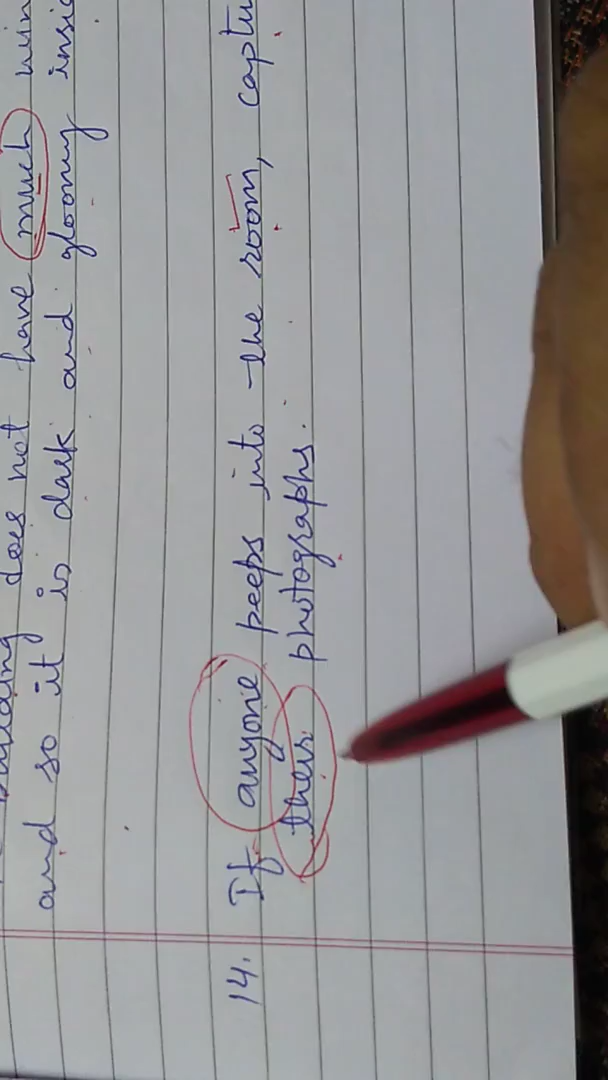 does not have much
and so it is dark and gloomy
14. If anyone peeps into the room,
their photographs.